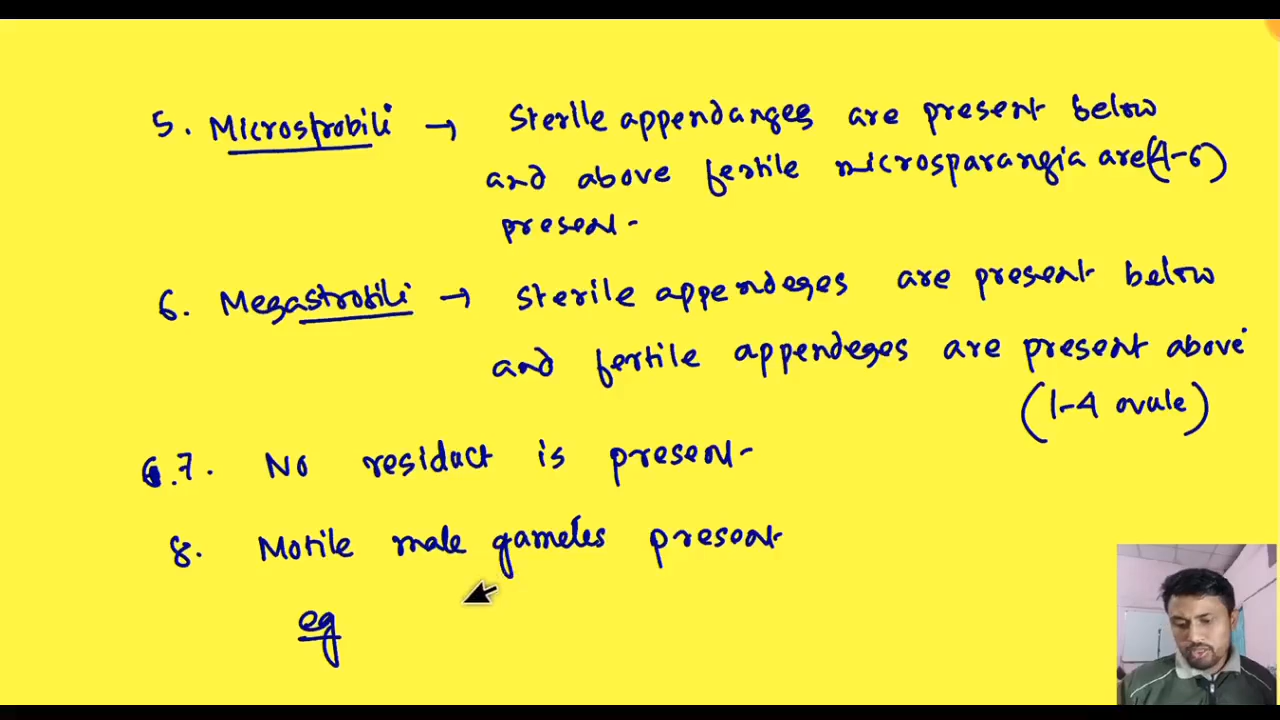 5. Microstrobili → Sterile appendanges are present below
and above fertile microsparangia are (4-6)
present.
6. Megastrobili → Sterile appendeges are present below
and fertile appendeges are present above
(1-4 ovule)
6.7. No residuct is present.
8. Motile male gametes present.
eg